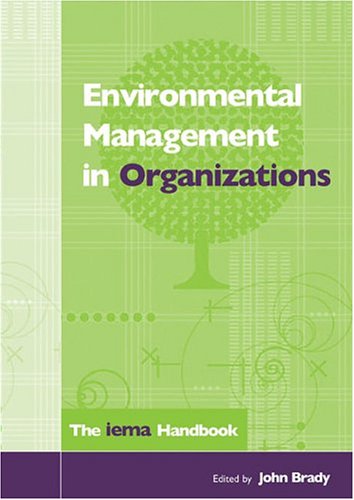 Environmental
Management
in Organizations
The iema Handbook
Edited by John Brady